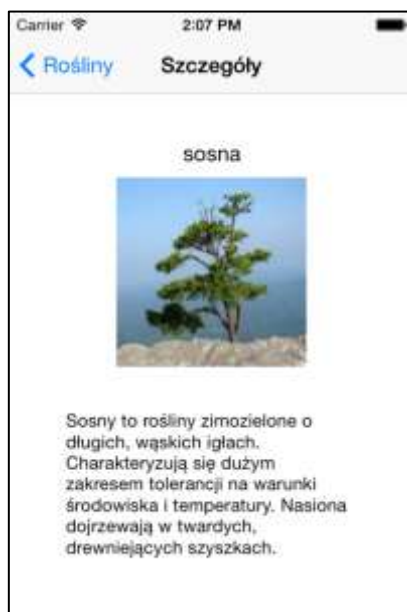 Carrier 2:07 PM
Rośliny Szczegóły
sosna
Sosny to rośliny zimozielone o
długich, wąskich igłach.
Charakteryzują się dużym
zakresem tolerancji na warunki
środowiska i temperatury. Nasiona
dojrzewają w twardych,
drewniejących szyszkach.